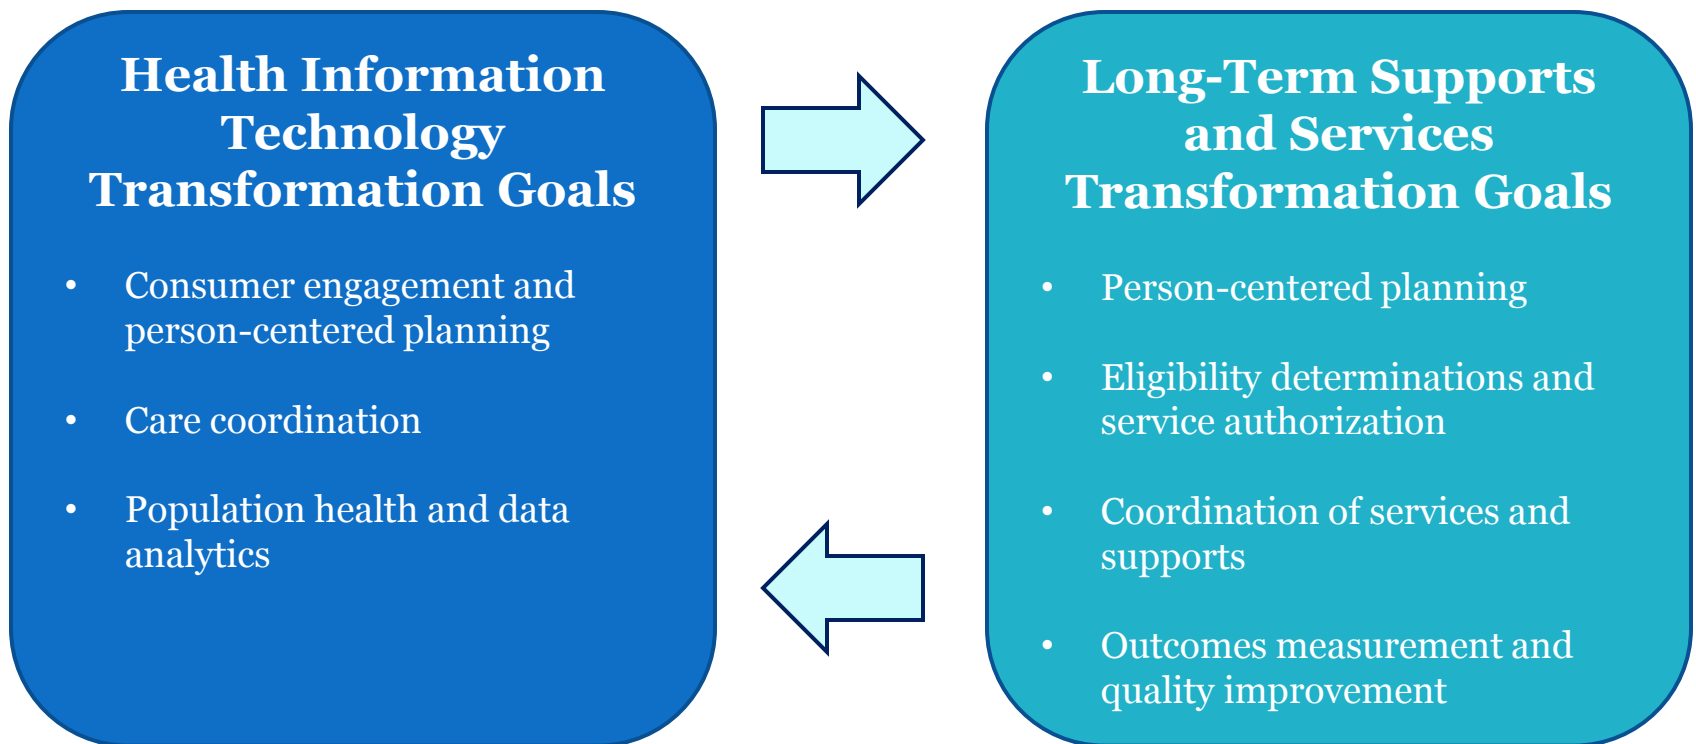 Health Information
Technology
Transformation Goals
• Consumer engagement and
person-centered planning
• Care coordination
• Population health and data
analytics
Long-Term Supports
and Services
Transformation Goals
• Person-centered planning
• Eligibility determinations and
service authorization
• Coordination of services and
supports
• Outcomes measurement and
quality improvement